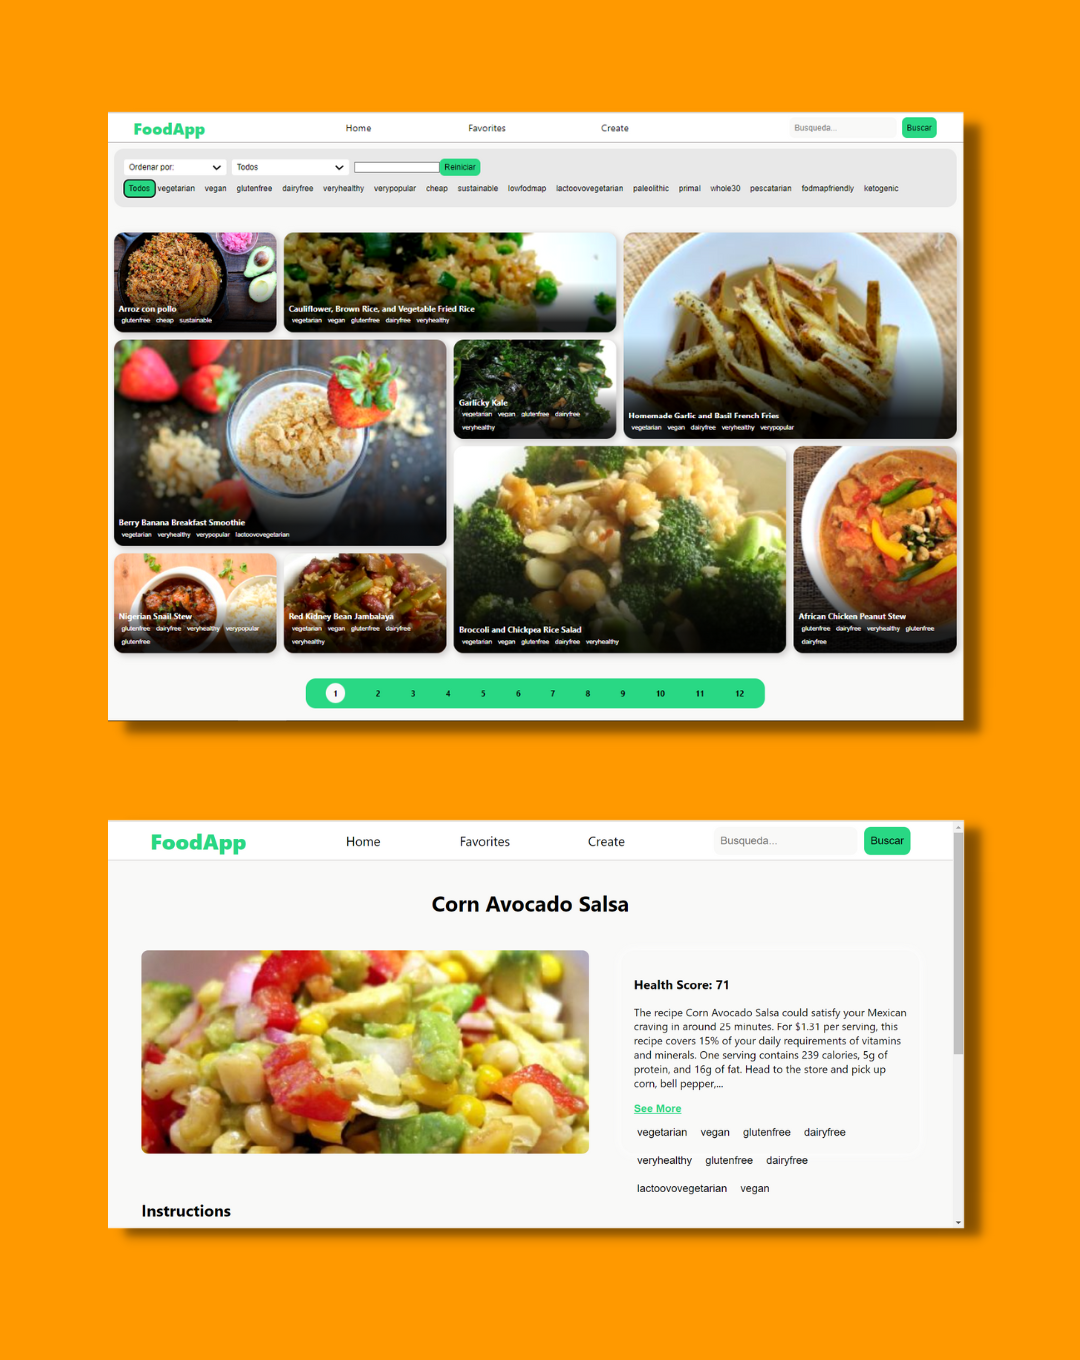 FoodApp
Home
Favorites
Create
Busqueda...
Buscar
Ordenar por:
Todos
Reiniciar
Todos vegetarian vegan glutenfree dairyfree veryhealthy verypopular cheap sustainable lowfodmap lactoovovegetarian paleolithic primal whole30 pescatarian fodmapfriendly ketogenic
Arroz con pollo
glutenfree cheap sustainable
Cauliflower, Brown Rice, and Vegetable Fried Rice
vegetarian vegan glutenfree dairyfree veryhealthy
Homemade Garlic and Basil French Fries
vegetarian vegan dairyfree veryhealthy verypopular
Berry Banana Breakfast Smoothie
vegetarian veryhealthy verypopular lactoovovegetarian
Garlicky Kale
vegetarian vegan glutenfree dairyfree
veryhealthy
Broccoli and Chickpea Rice Salad
vegetarian vegan glutenfree dairyfree veryhealthy
African Chicken Peanut Stew
glutenfree dairyfree veryhealthy glutenfree
dairyfree
Nigerian Snail Stew
glutenfree dairyfree veryhealthy verypopular
glutenfree
Red Kidney Bean Jambalaya
vegetarian vegan glutenfree dairyfree
veryhealthy
1 2 3 4 5 6 7 8 9 10 11 12
FoodApp
Home
Favorites
Create
Busqueda...
Buscar
Corn Avocado Salsa
Health Score: 71
The recipe Corn Avocado Salsa could satisfy your Mexican
craving in around 25 minutes. For $1.31 per serving, this
recipe covers 15% of your daily requirements of vitamins
and minerals. One serving contains 239 calories, 5g of
protein, and 16g of fat. Head to the store and pick up
corn, bell pepper,...
See More
vegetarian vegan glutenfree dairyfree
veryhealthy glutenfree dairyfree
lactoovovegetarian vegan
Instructions